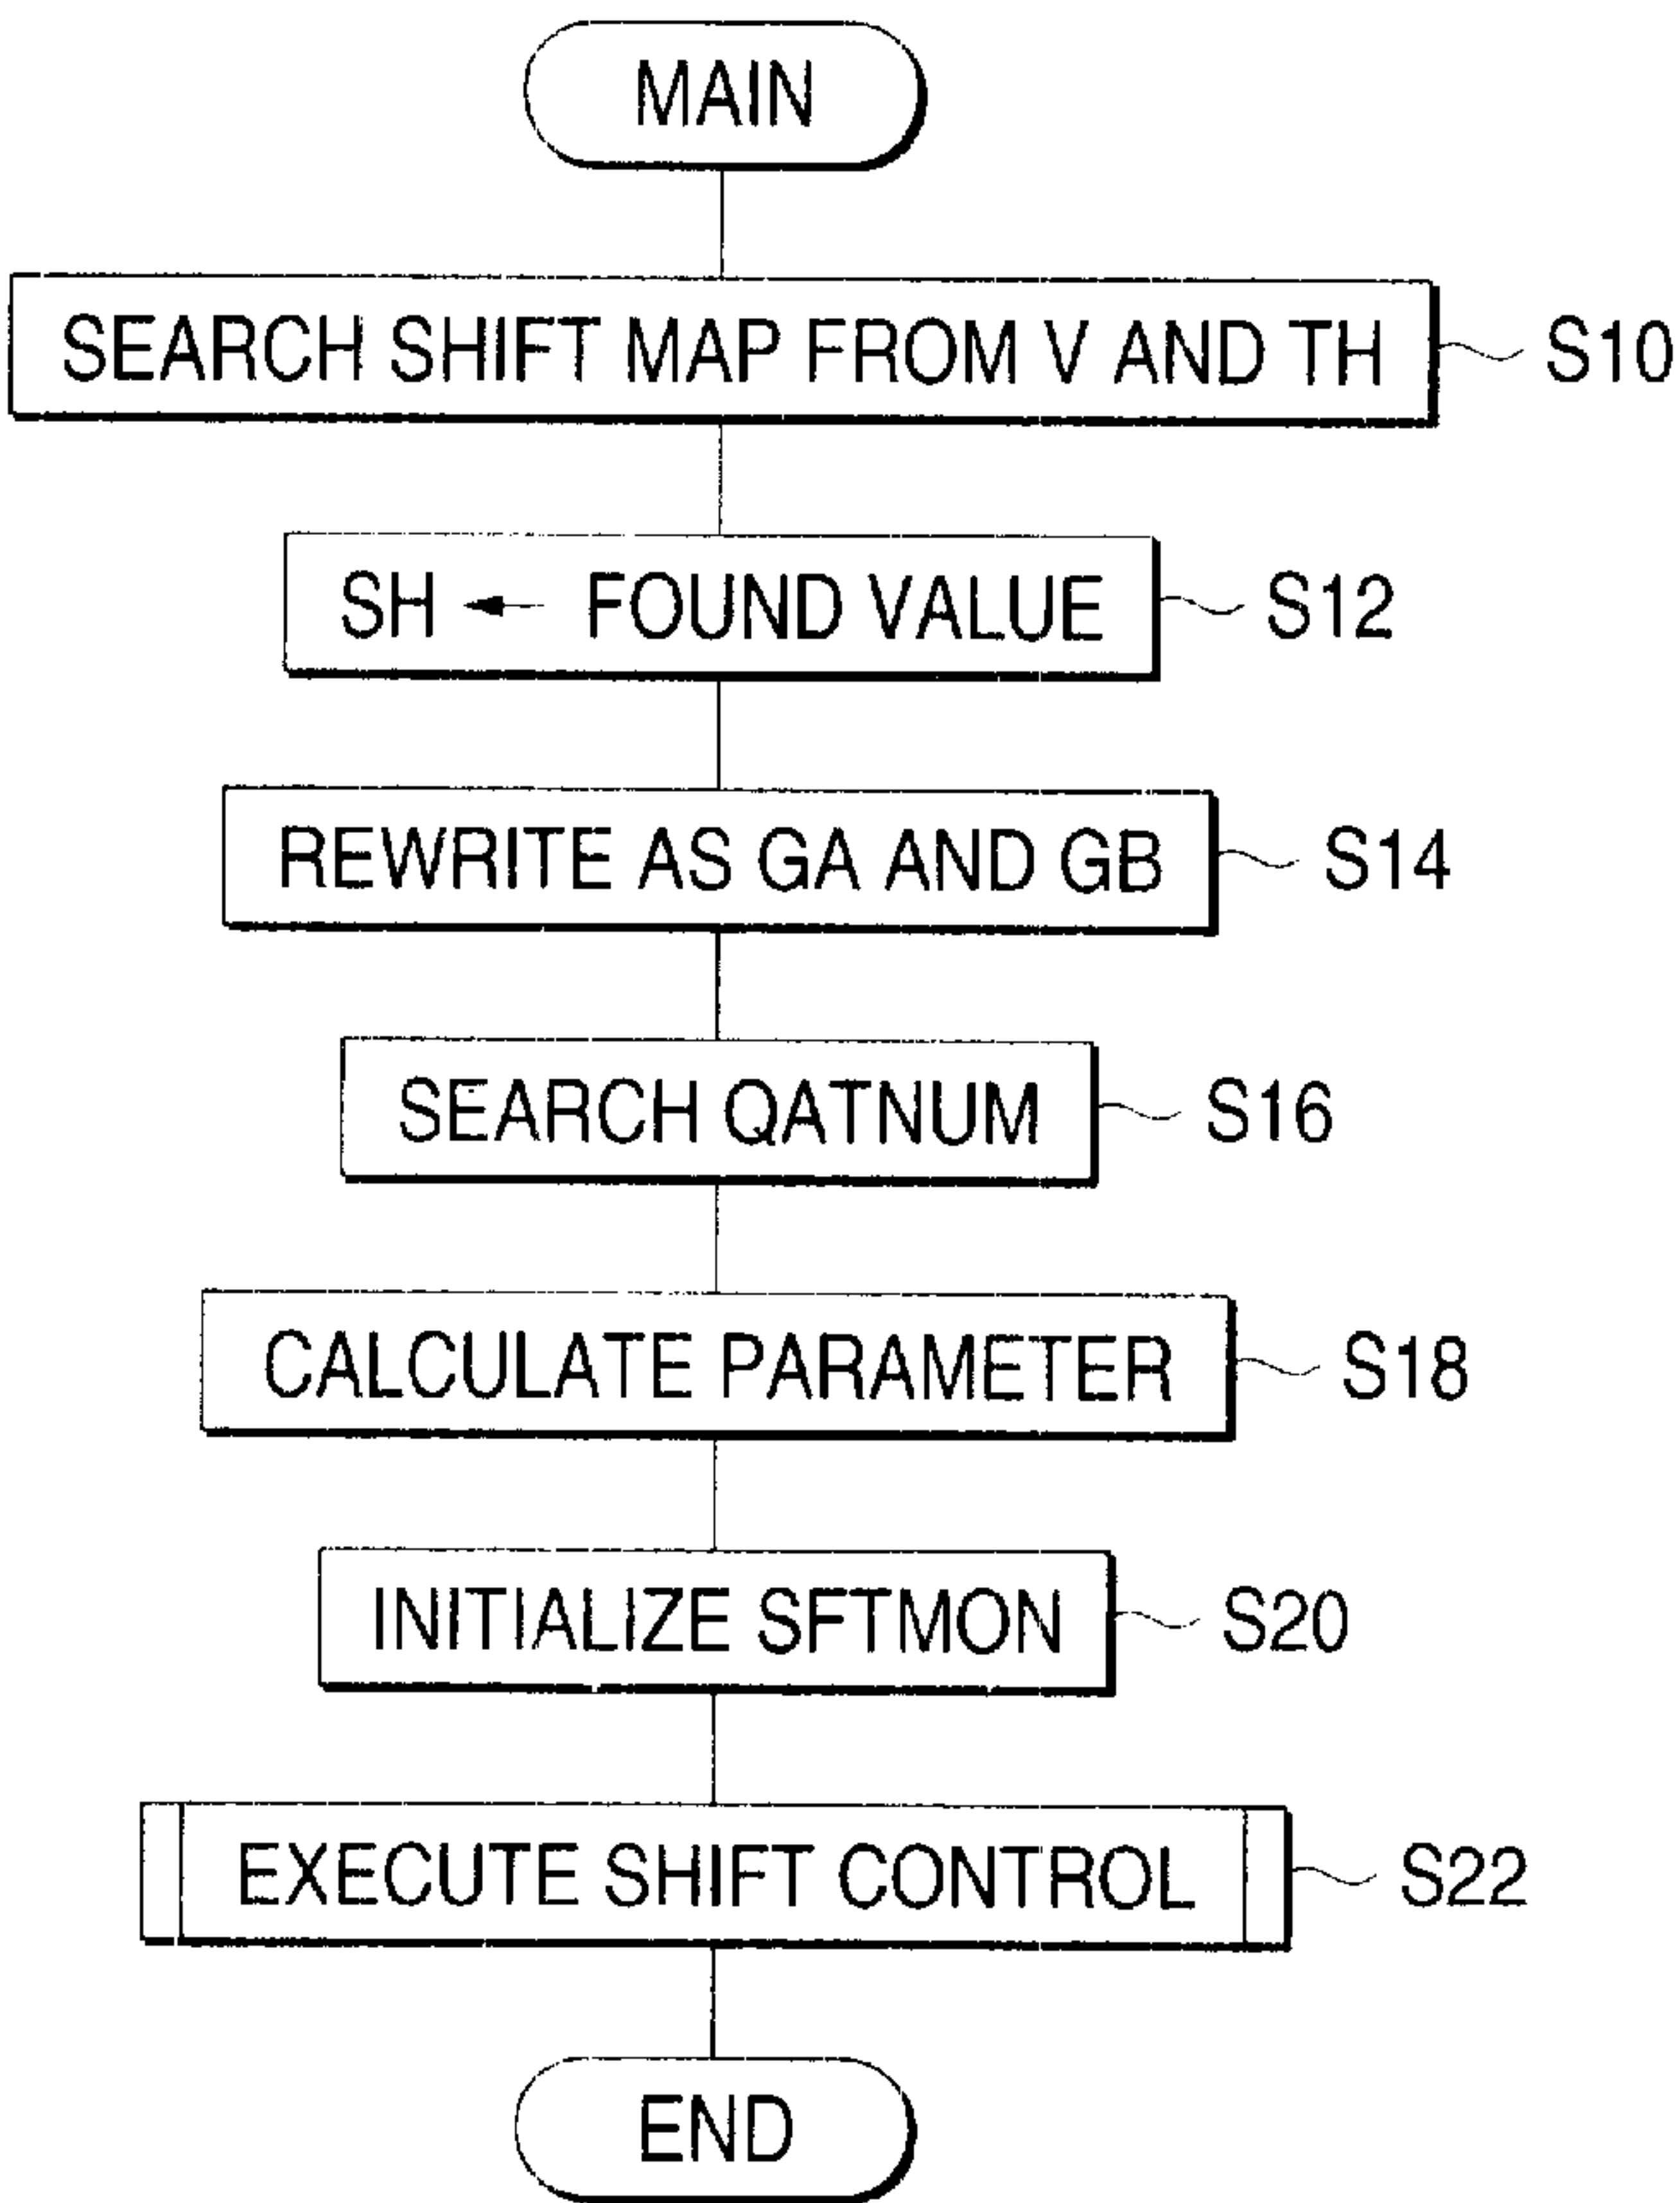 MAIN
SEARCH SHIFT MAP FROM V AND TH S10
SH ← FOUND VALUE S12
REWRITE AS GA AND GB S14
SEARCH QATNUM S16
CALCULATE PARAMETER S18
INITIALIZE SFTMON S20
EXECUTE SHIFT CONTROL S22
END